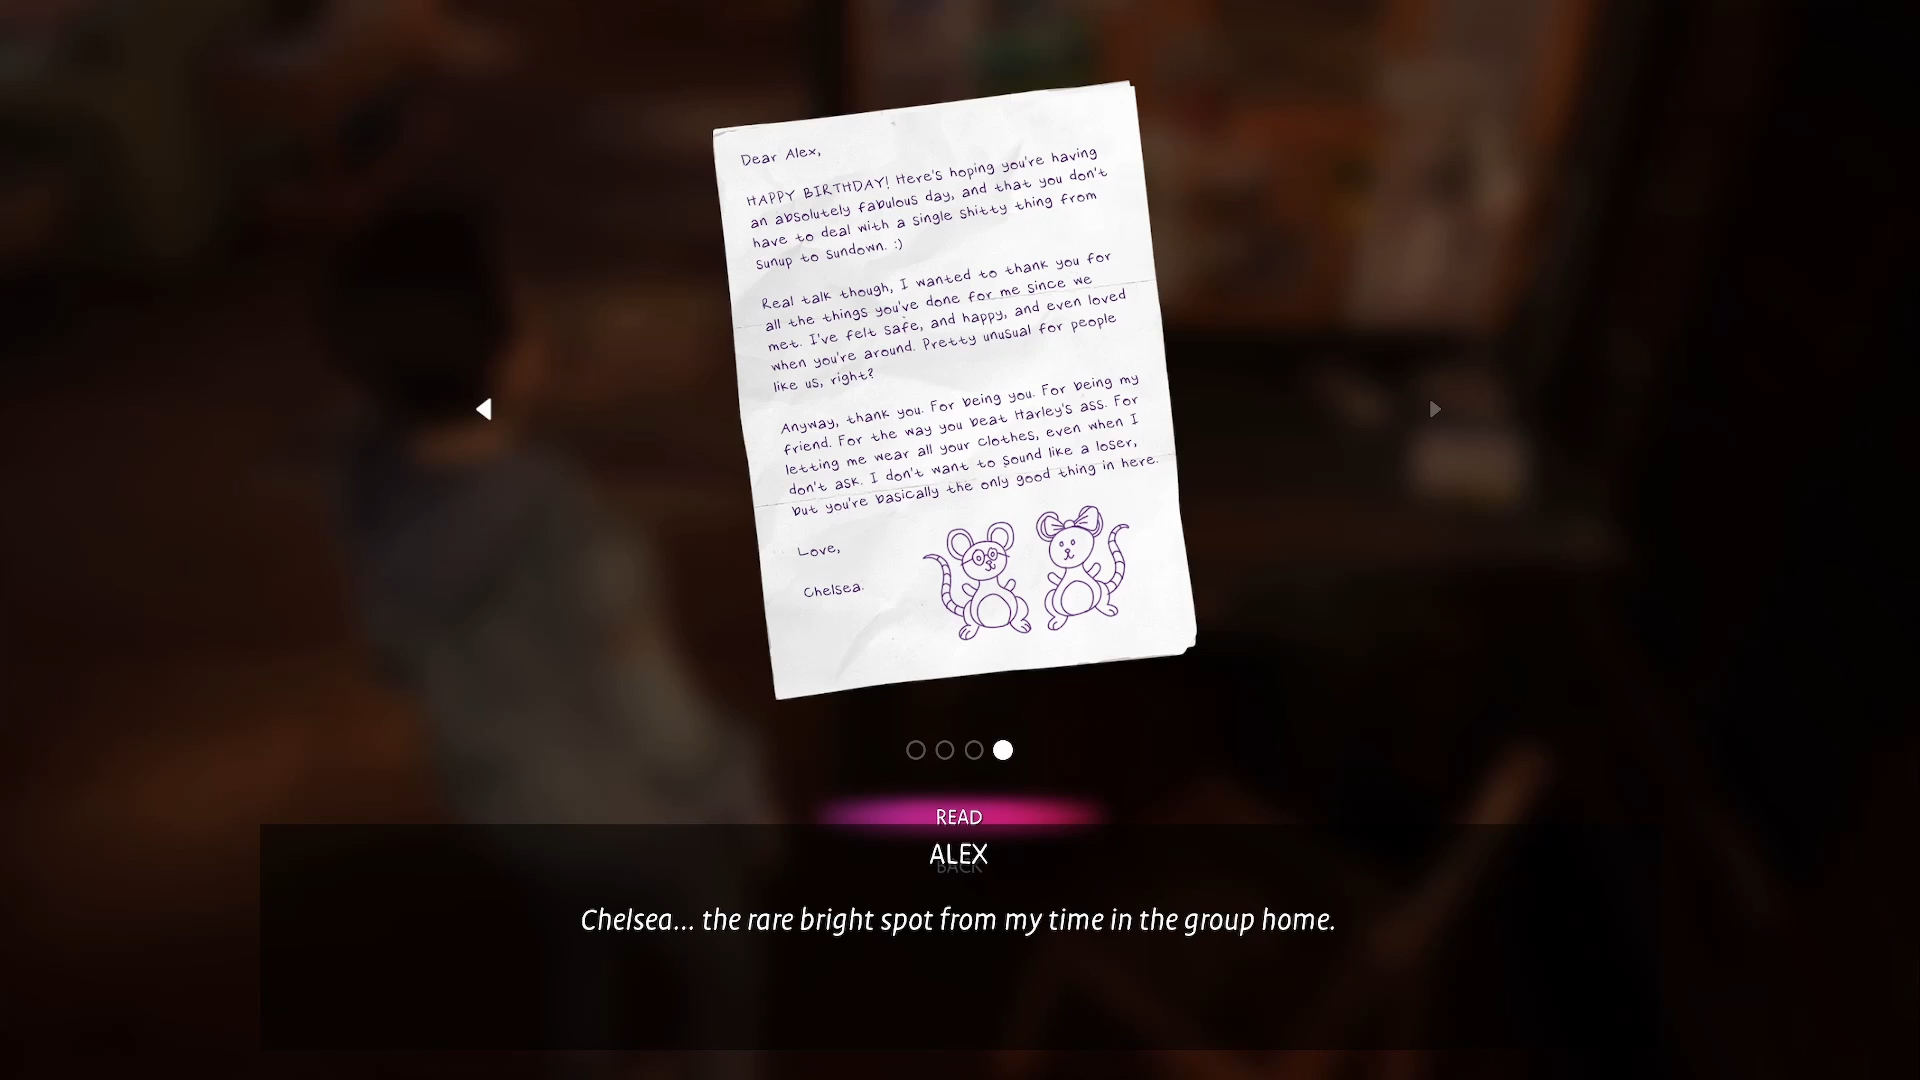 Dear Alex,
HAPPY BIRTHDAY! Here's hoping you're having
an absolutely fabulous day, and that you don't
have to deal with a single shitty thing from
sunup to sundown. :)
Real talk though, I wanted to thank you for
all the things you've done for me since we
met. I've felt safe, and happy, and even loved
when you're around. Pretty unusual for people
like us, right?
Anyway, thank you. For being you. For being my
friend. For the way you beat Harley's ass. For
letting me wear all your clothes, even when I
don't ask. I don't want to sound like a loser,
but you're basically the only good thing in here.
Love,
Chelsea.
READ
ALEX
BACK
Chelsea... the rare bright spot from my time in the group home.